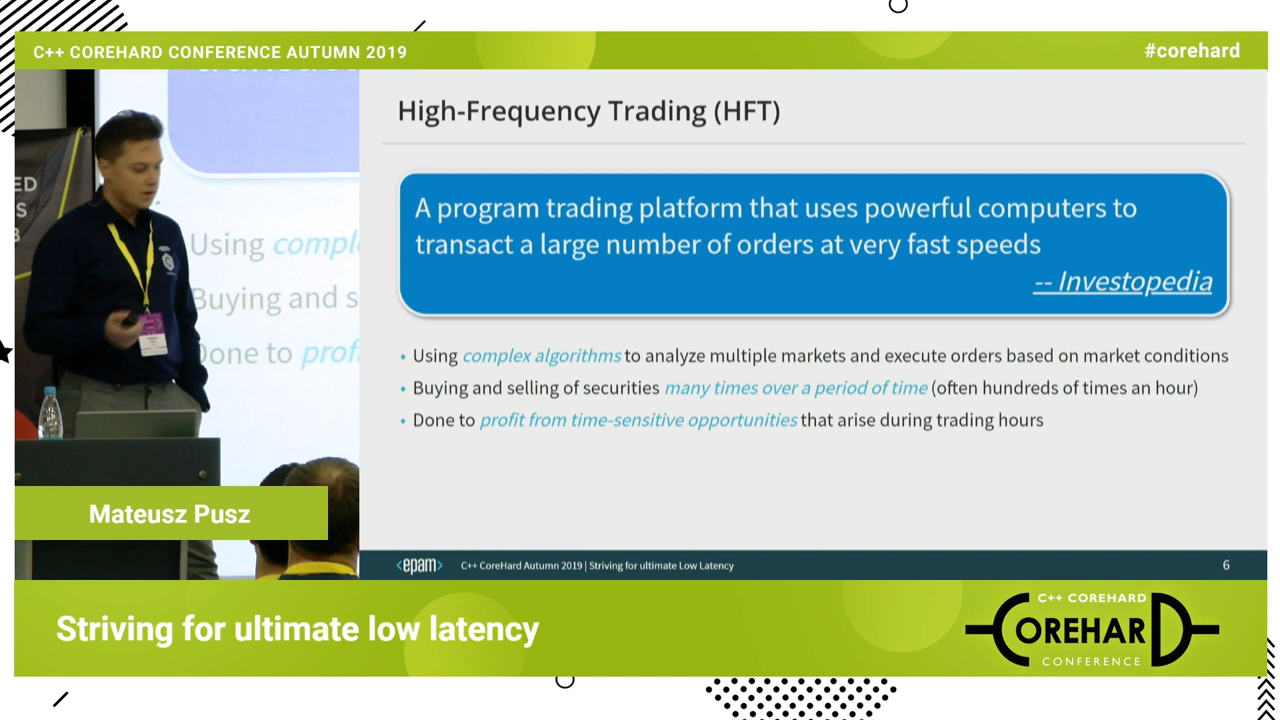 C++ COREHARD CONFERENCE AUTUMN 2019
#corehard
High-Frequency Trading (HFT)
A program trading platform that uses powerful computers to
transact a large number of orders at very fast speeds
-- Investopedia
• Using complex algorithms to analyze multiple markets and execute orders based on market conditions
• Buying and selling of securities many times over a period of time (often hundreds of times an hour)
• Done to profit from time-sensitive opportunities that arise during trading hours
Using compl
Buying and s
Done to prof
ED
S
Mateusz Pusz
<epam>
C++ CoreHard Autumn 2019 | Striving for ultimate Low Latency
6
Striving for ultimate low latency
C++ COREHARD
COREHARD
CONFERENCE